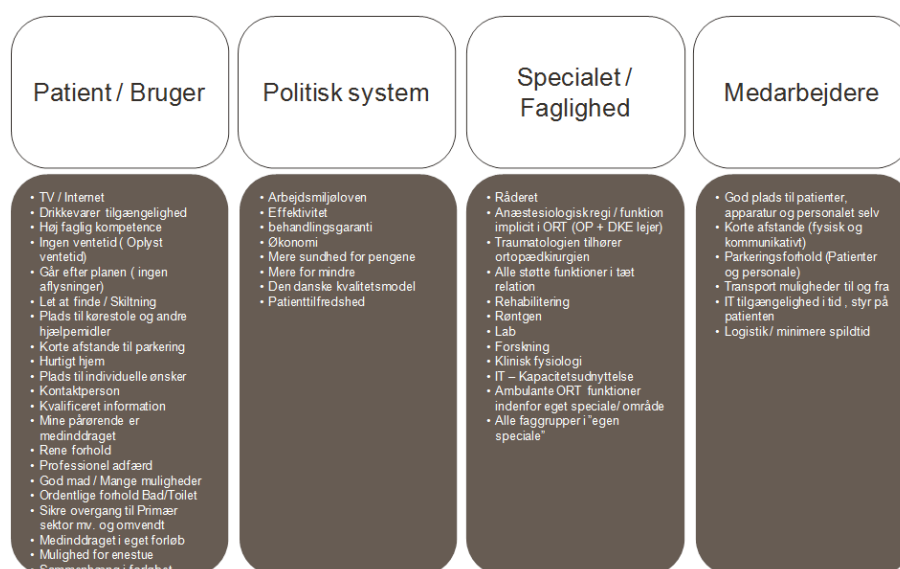 Patient / Bruger
• TV / Internet
• Drikkevarer tilgængelighed
• Høj faglig kompetence
• Ingen ventetid ( Oplyst
ventetid)
• Går efter planen ( ingen
aflysninger)
• Let at finde / Skiltning
• Plads til kørestole og andre
hjælpemidler
• Korte afstande til parkering
• Hurtigt hjem
• Plads til individuelle ønsker
• Kontaktperson
• Kvalificeret information
• Mine pårørende er
medinddraget
• Rene forhold
• Professionel adfærd
• God mad / Mange muligheder
• Ordentlige forhold Bad/Toilet
• Sikre overgang til Primær
sektor mv. og omvendt
• Medinddraget i eget forløb
• Mulighed for enestue
• Sammenhæng i forløbet
Politisk system
• Arbejdsmiljøloven
• Effektivitet
• behandlingsgaranti
• Økonomi
• Mere sundhed for pengene
• Mere for mindre
• Den danske kvalitetsmodel
• Patienttilfredshed
Specialet /
Faglighed
• Råderet
• Anæstesiologisk regi / funktion
implicit i ORT (OP + DKE lejer)
• Traumatologien tilhører
ortopædkirurgien
• Alle støtte funktioner i tæt
relation
• Rehabilitering
• Røntgen
• Lab
• Forskning
• Klinisk fysiologi
• IT – Kapacitetsudnyttelse
• Ambulante ORT funktioner
indenfor eget speciale/ område
• Alle faggrupper i ”egen
speciale”
Medarbejdere
• God plads til patienter,
apparatur og personalet selv
• Korte afstande (fysisk og
kommunikativt)
• Parkeringsforhold (Patienter
og personale)
• Transport muligheder til og fra
• IT tilgængelighed i tid , styr på
patienten
• Logistik / minimere spildtid